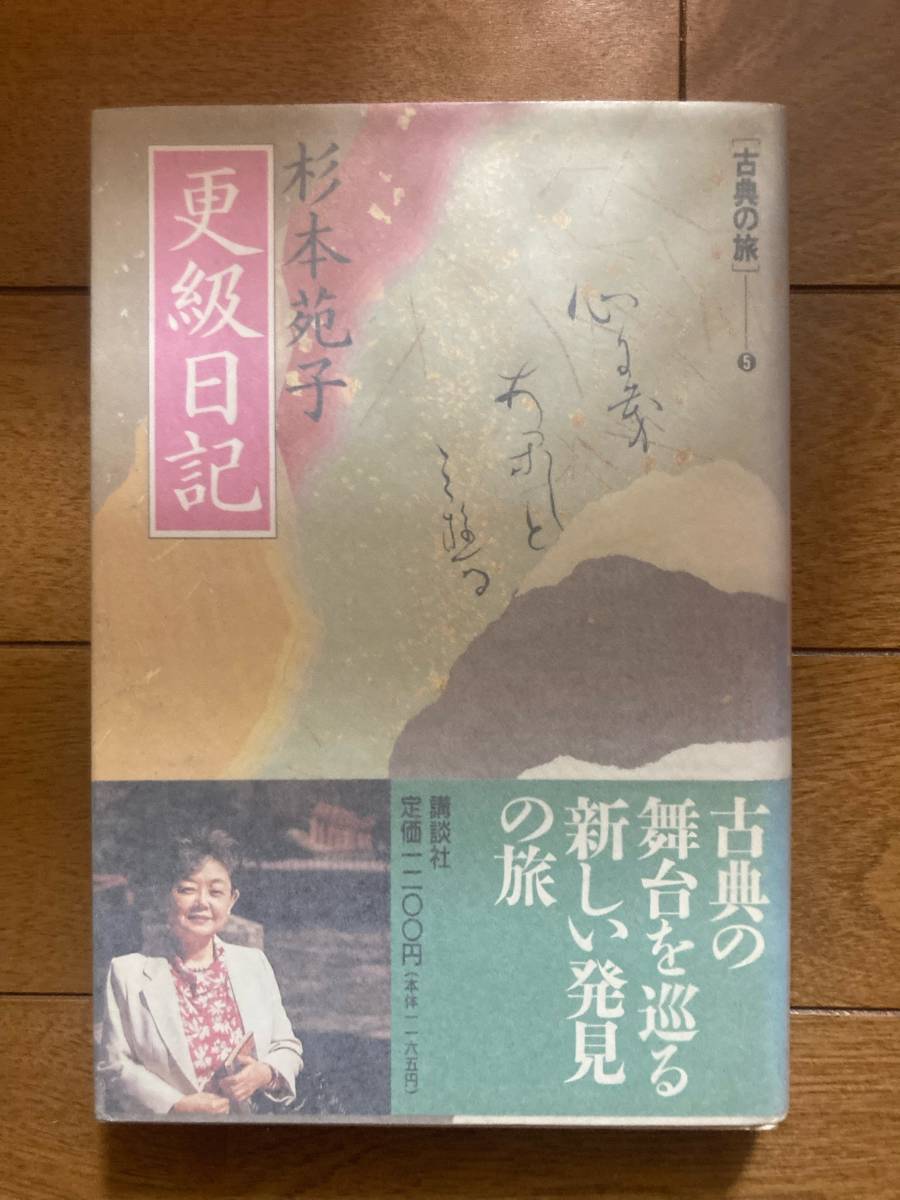 [古典の旅]——❺
杉本苑子
更級日記
古典の
舞台を巡る
新しい発見
の旅
講談社
定価一二〇〇円(本体一一六五円)